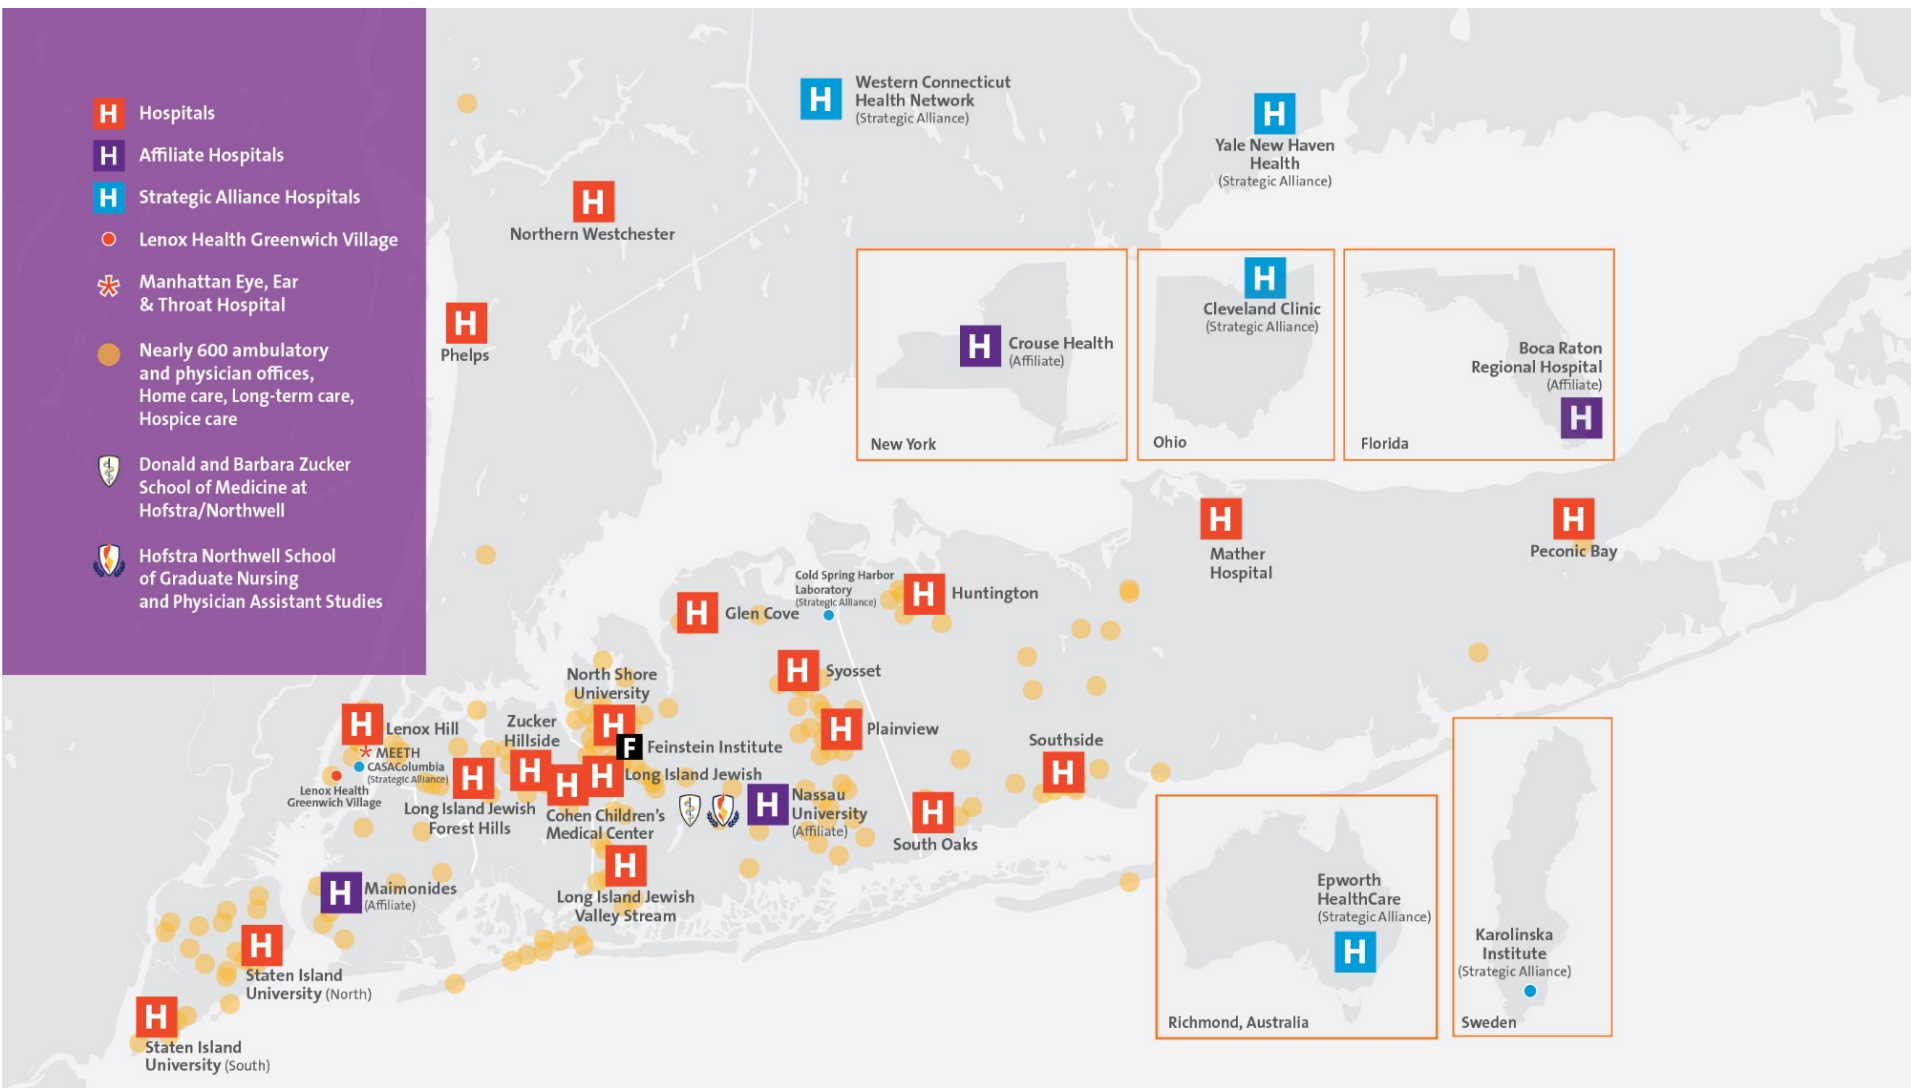 H Hospitals
H Affiliate Hospitals
H Strategic Alliance Hospitals
Lenox Health Greenwich Village
Manhattan Eye, Ear
& Throat Hospital
Nearly 600 ambulatory
and physician offices,
Home care, Long-term care,
Hospice care
Donald and Barbara Zucker
School of Medicine at
Hofstra/Northwell
Hofstra Northwell School
of Graduate Nursing
and Physician Assistant Studies
H
Western Connecticut
Health Network
(Strategic Alliance)
H
Yale New Haven
Health
(Strategic Alliance)
H
Northern Westchester
H
Phelps
H
Crouse Health
(Affiliate)
New York
H
Cleveland Clinic
(Strategic Alliance)
Ohio
Boca Raton
Regional Hospital
(Affiliate)
H
Florida
H
Mather
Hospital
H
Peconic Bay
Cold Spring Harbor
Laboratory
(Strategic Alliance)
H
Huntington
H
Glen Cove
H
Syosset
North Shore
University
H
H
Plainview
H
Lenox Hill
MEETH
CASAColumbia
(Strategic Alliance)
Lenox Health
Greenwich Village
Zucker
Hillside
H
F
Feinstein Institute
H
Long Island Jewish
H
Long Island Jewish
Forest Hills
H
Cohen Children's
Medical Center
H
Nassau
University
(Affiliate)
Southside
H
H
South Oaks
H
Long Island Jewish
Valley Stream
H
Maimonides
(Affiliate)
H
Staten Island
University (North)
H
Staten Island
University (South)
Epworth
HealthCare
(Strategic Alliance)
H
Richmond, Australia
Karolinska
Institute
(Strategic Alliance)
Sweden